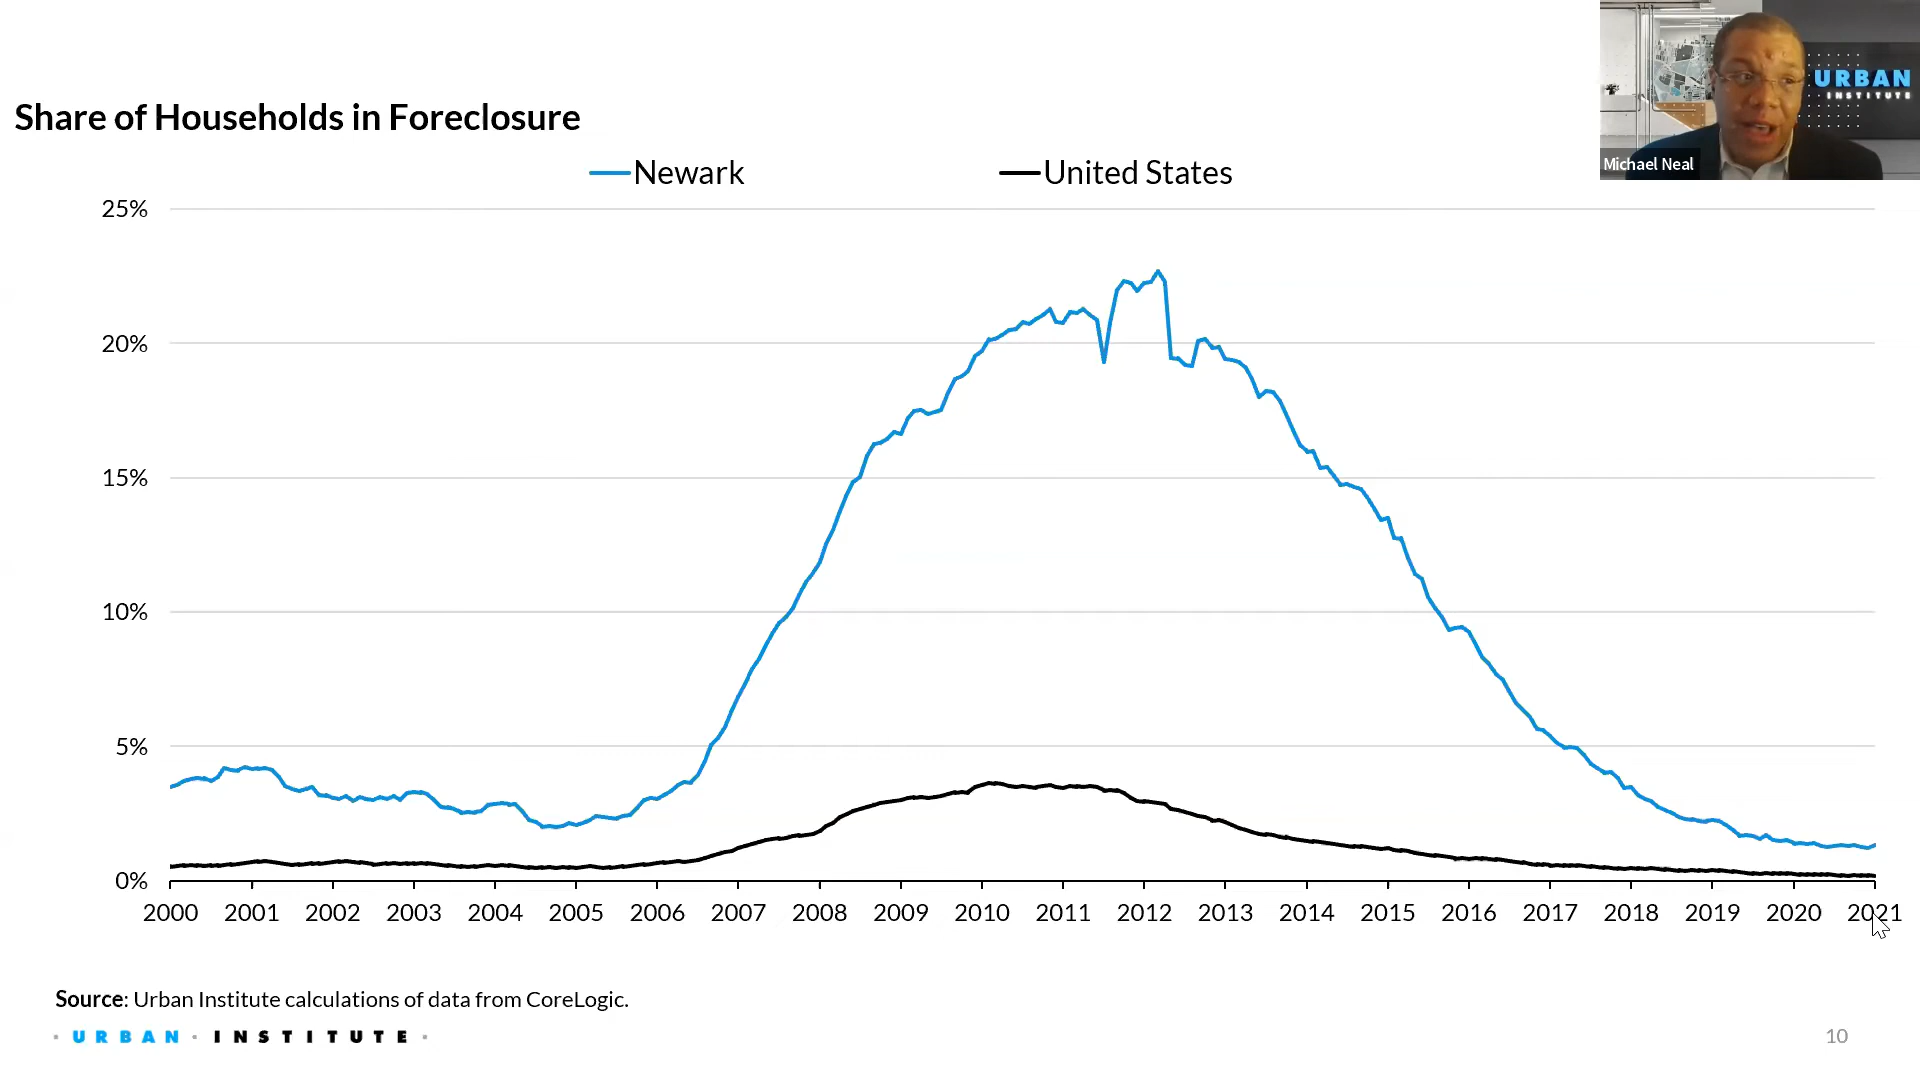 Share of Households in Foreclosure
URBAN
INSTITUTE
Michael Neal
Newark
United States
25%
20%
15%
10%
5%
0%
2000 2001 2002 2003 2004 2005 2006 2007 2008 2009 2010 2011 2012 2013 2014 2015 2016 2017 2018 2019 2020 2021
Source: Urban Institute calculations of data from CoreLogic.
· URBAN · INSTITUTE ·
10